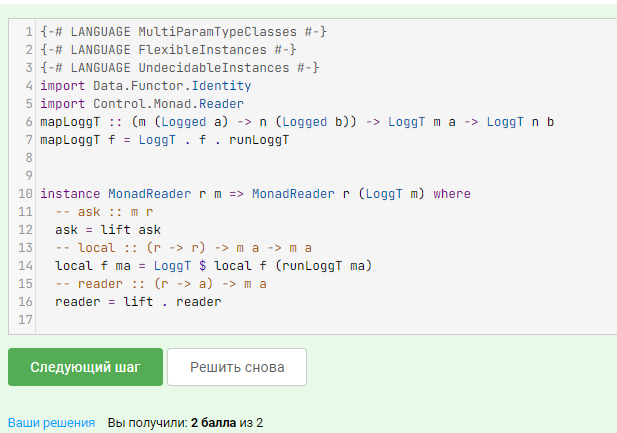 1 {-# LANGUAGE MultiParamTypeClasses #-}
2 {-# LANGUAGE FlexibleInstances #-}
3 {-# LANGUAGE UndecidableInstances #-}
4 import Data.Functor.Identity
5 import Control.Monad.Reader
6 mapLoggT :: (m (Logged a) -> n (Logged b)) -> LoggT m a -> LoggT n b
7 mapLoggT f = LoggT . f . runLoggT
8
9
10 instance MonadReader r m => MonadReader r (LoggT m) where
11   -- ask :: m r
12   ask = lift ask
13   -- local :: (r -> r) -> m a -> m a
14   local f ma = LoggT $ local f (runLoggT ma)
15   -- reader :: (r -> a) -> m a
16   reader = lift . reader
17
Следующий шаг Решить снова
Ваши решения Вы получили: 2 балла из 2